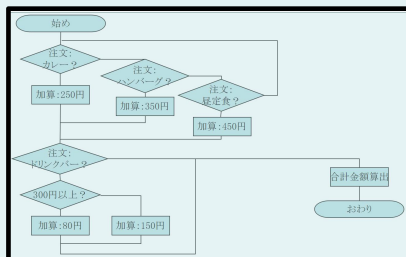 始め
注文:
カレー？
注文:
ハンバーグ？
注文:
昼定食？
加算:250円
加算:350円
加算:450円
注文:
ドリンクバー？
合計金額算出
300円以上？
おわり
加算:80円
加算:150円